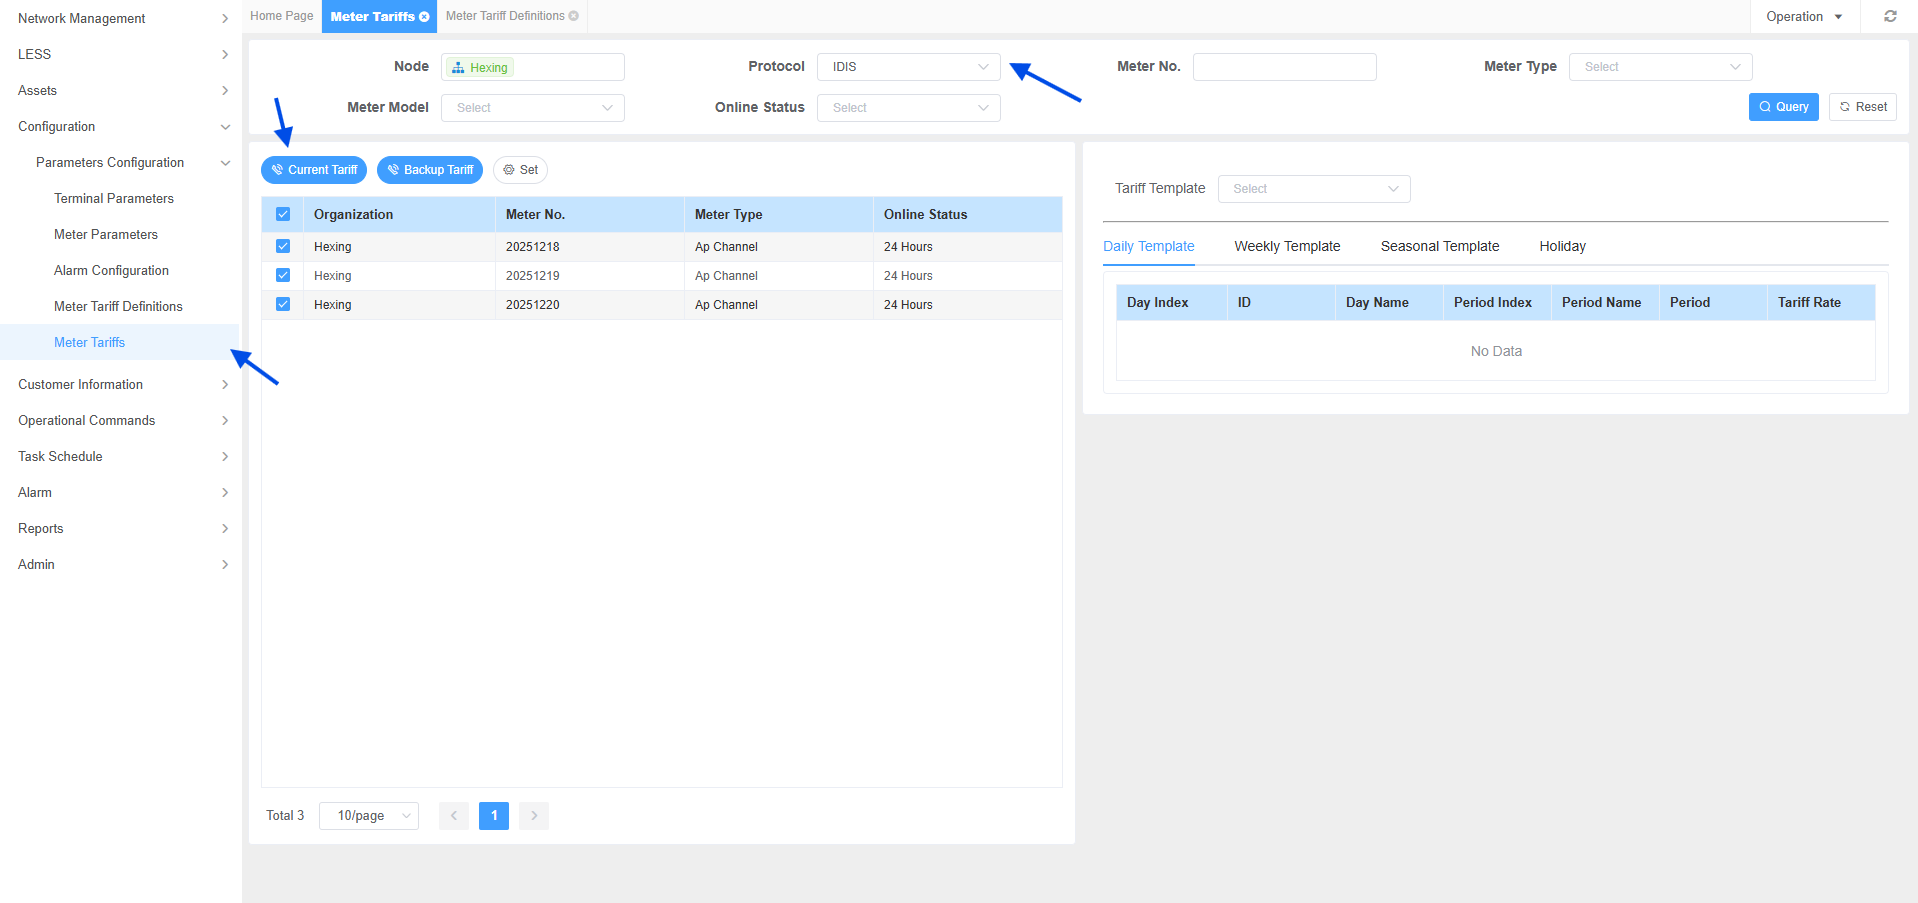 Network Management
LESS
Assets
Configuration
Parameters Configuration
Terminal Parameters
Meter Parameters
Alarm Configuration
Meter Tariff Definitions
Meter Tariffs
Customer Information
Operational Commands
Task Schedule
Alarm
Reports
Admin
Home Page Meter Tariffs Meter Tariff Definitions Operation
Node Hexing Protocol IDIS Meter No. Meter Type Select
Meter Model Select Online Status Select Query Reset
Current Tariff Backup Tariff Set
Organization Meter No. Meter Type Online Status
Hexing 20251218 Ap Channel 24 Hours
Hexing 20251219 Ap Channel 24 Hours
Hexing 20251220 Ap Channel 24 Hours
Total 3 10/page 1
Tariff Template Select
Daily Template Weekly Template Seasonal Template Holiday
Day Index ID Day Name Period Index Period Name Period Tariff Rate
No Data